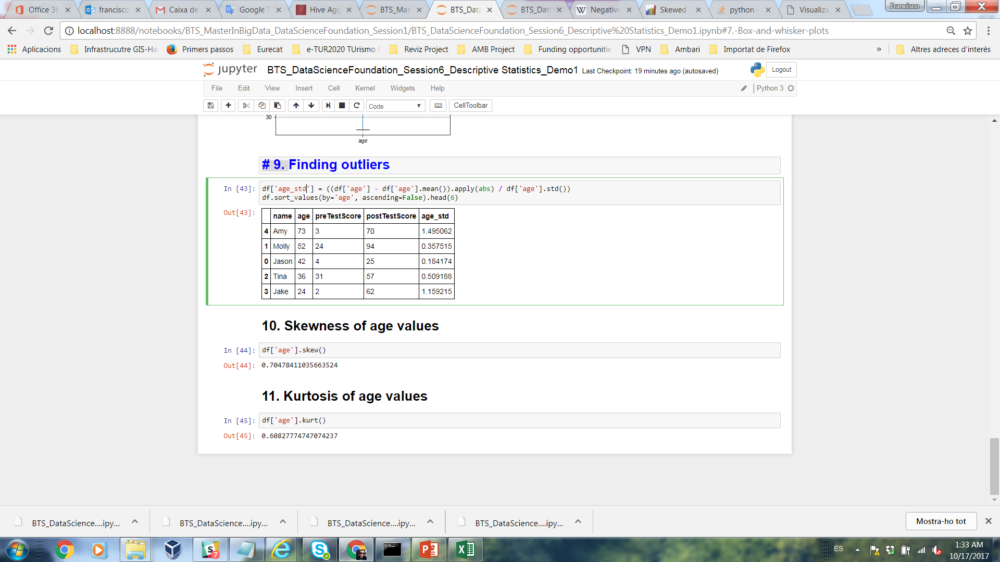 Office 36
francisco
Caixa de
Google T
Hive Agg
BTS_Mas
BTS_Data
BTS_Data
Negative
Skewed
python -
Visualiza
Francisco
localhost:8888/notebooks/BTS_MasterInBigData_DataScienceFoundation_Session1/BTS_DataScienceFoundation_Session6_Descriptive%20Statistics_Demo1.ipynb#7.-Box-and-whisker-plots
Aplicacions
Infrastrucutre GIS-Ha
Primers passos
Eurecat
e-TUR2020 TUrismo
Reviz Project
AMB Project
Funding opportunitie
VPN
Ambari
Importat de Firefox
»
Altres adreces d'interès
jupyter BTS_DataScienceFoundation_Session6_Descriptive Statistics_Demo1 Last Checkpoint: 19 minutes ago (autosaved)
Logout
File Edit View Insert Cell Kernel Widgets Help
Python 3
Code
CellToolbar
30
age
# 9. Finding outliers
In [43]: df['age_std'] = ((df['age'] - df['age'].mean()).apply(abs) / df['age'].std())
df.sort_values(by='age', ascending=False).head(6)
Out[43]:
name age preTestScore postTestScore age_std
4 Amy 73 3 70 1.495062
1 Molly 52 24 94 0.357515
0 Jason 42 4 25 0.184174
2 Tina 36 31 57 0.509188
3 Jake 24 2 62 1.159215
10. Skewness of age values
In [44]: df['age'].skew()
Out[44]: 0.70478411035663524
11. Kurtosis of age values
In [45]: df['age'].kurt()
Out[45]: 0.60827774747074237
BTS_DataScience....ipy...
BTS_DataScience....ipy...
BTS_DataScience....ipy...
BTS_DataScience....ipy...
Mostra-ho tot
7
ES
1:33 AM
10/17/2017